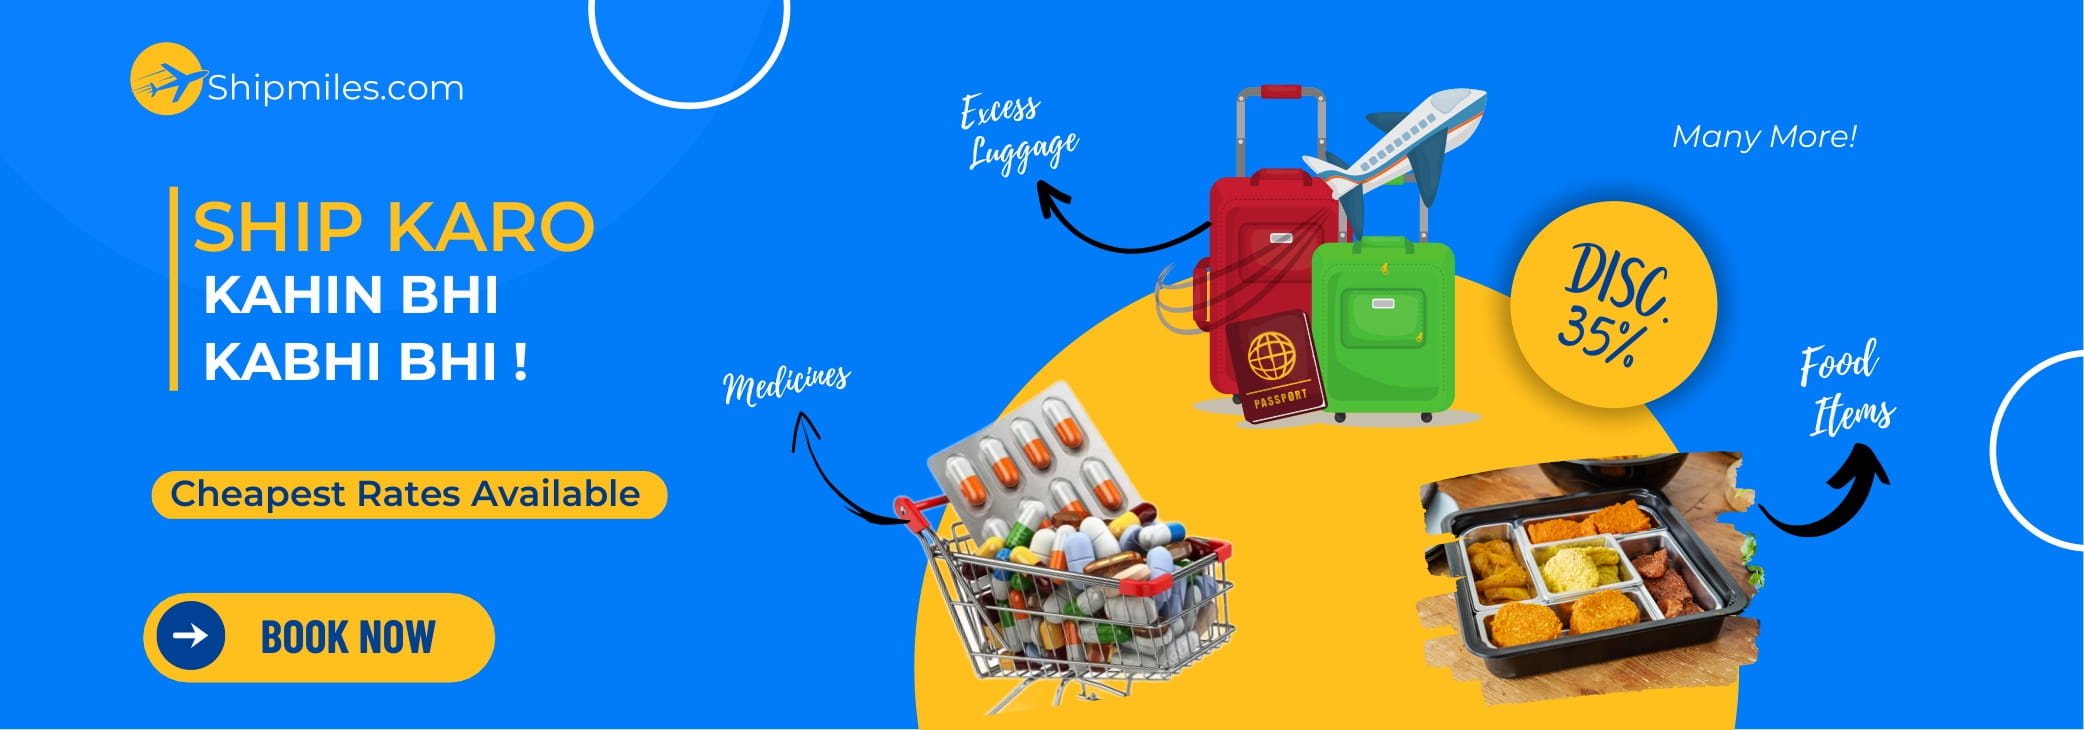 Shipmiles.com
SHIP KARO
KAHIN BHI
KABHI BHI !
Cheapest Rates Available
BOOK NOW
Excess
Luggage
Many More!
DISC.
35%
Medicines
Food
Items
PASSPORT